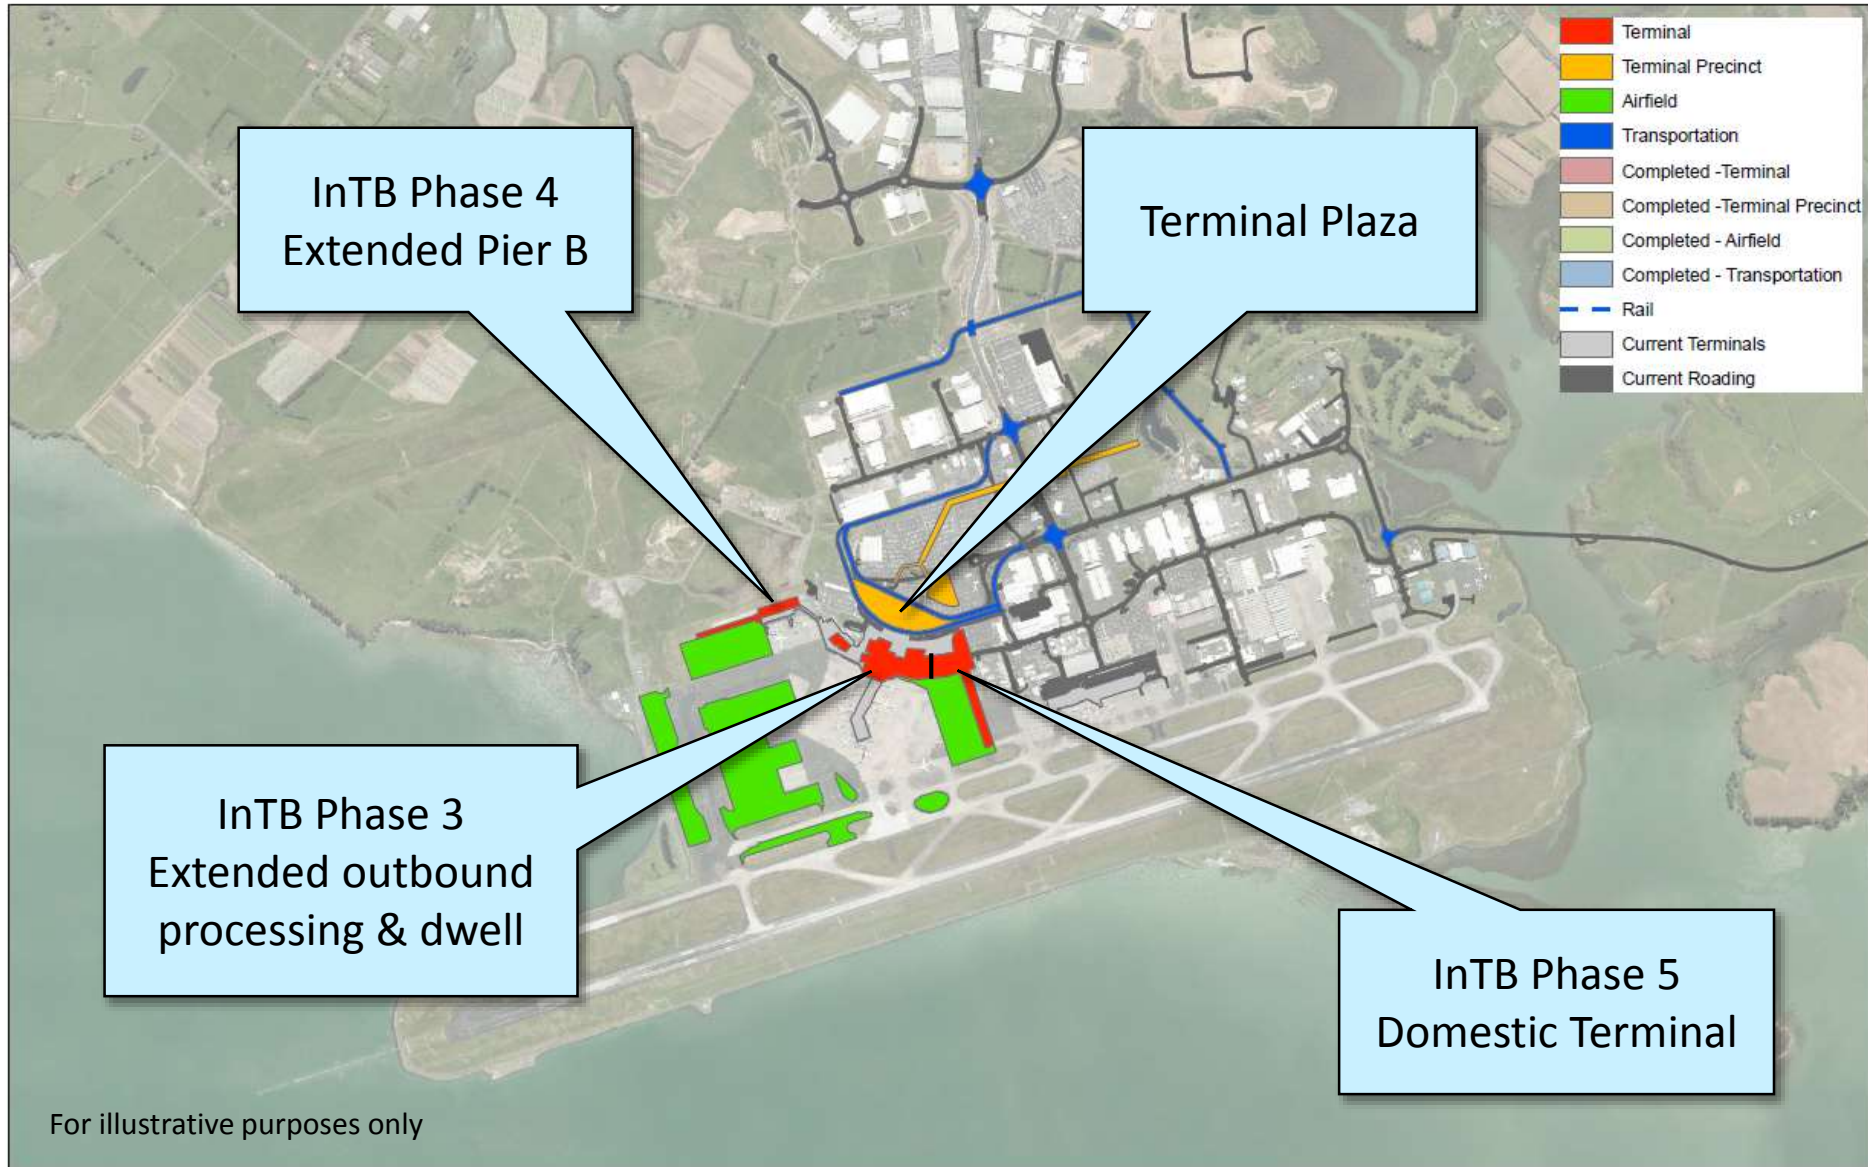 Terminal
Terminal Precinct
Airfield
Transportation
Completed -Terminal
Completed -Terminal Precinct
Completed - Airfield
Completed - Transportation
Rail
Current Terminals
Current Roading
InTB Phase 4
Extended Pier B
Terminal Plaza
InTB Phase 3
Extended outbound
processing & dwell
InTB Phase 5
Domestic Terminal
For illustrative purposes only